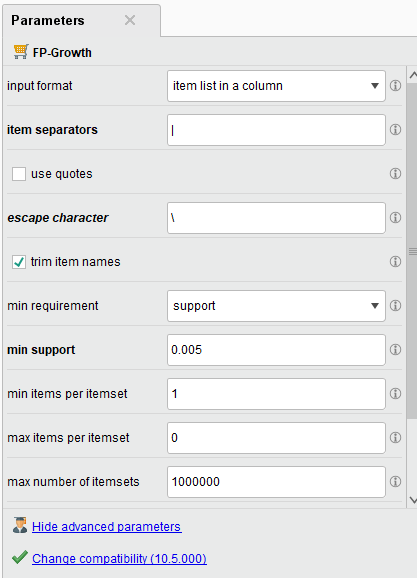 Parameters
FP-Growth
input format item list in a column
item separators |
use quotes
escape character \
trim item names
min requirement support
min support 0.005
min items per itemset 1
max items per itemset 0
max number of itemsets 1000000
Hide advanced parameters
Change compatibility (10.5.000)